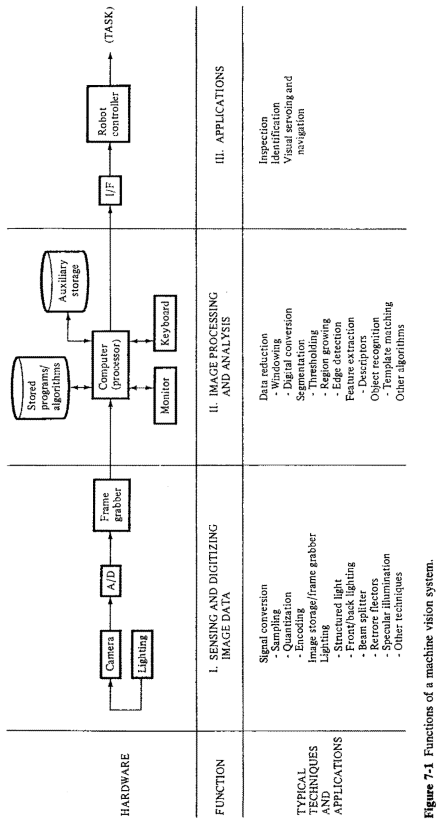 HARDWARE
Camera
Lighting
A/D
Frame
grabber
Stored
programs/
algorithms
Auxiliary
storage
Computer
(processor)
Monitor
Keyboard
I/F
Robot
controller
(TASK)
FUNCTION
I. SENSING AND DIGITIZING
IMAGE DATA
II. IMAGE PROCESSING
AND ANALYSIS
III. APPLICATIONS
TYPICAL
TECHNIQUES
AND
APPLICATIONS
Signal conversion
- Sampling
- Quantization
- Encoding
Image storage/frame grabber
Lighting
- Structured light
- Front/back lighting
- Beam splitter
- Retrorefl​ectors
- Specular illumination
- Other techniques
Data reduction
- Windowing
- Digital conversion
Segmentation
- Thresholding
- Region growing
- Edge detection
Feature extraction
- Descriptors
Object recognition
- Template matching
Other algorithms
Inspection
Identification
Visual servoing and
navigation
Figure 7-1 Functions of a machine vision system.